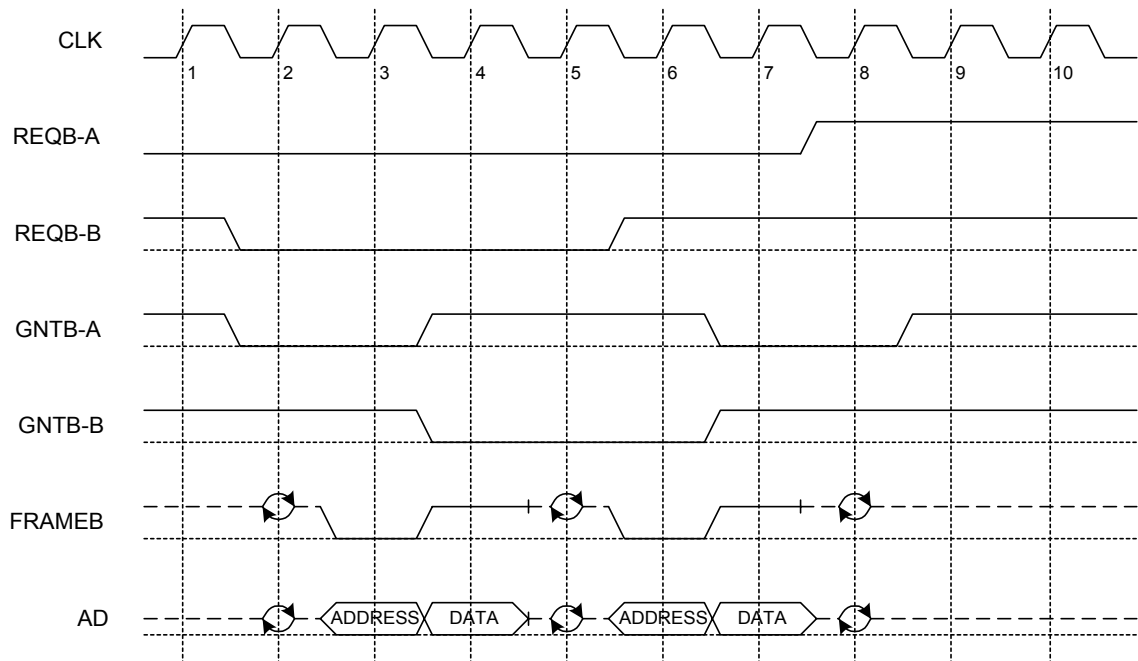 CLK
1 2 3 4 5 6 7 8 9 10
REQB-A
REQB-B
GNTB-A
GNTB-B
FRAMEB
AD ADDRESS DATA ADDRESS DATA